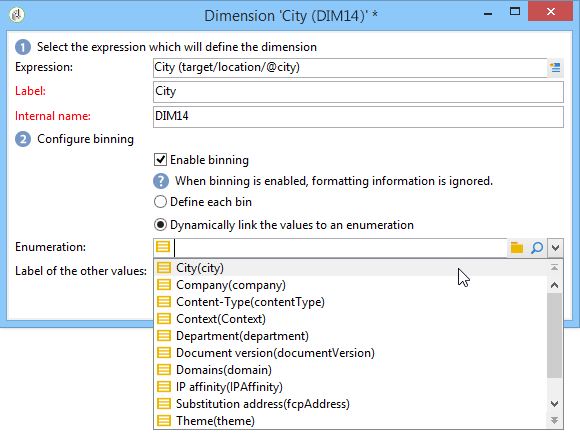 Dimension 'City (DIM14)' *
1 Select the expression which will define the dimension
Expression: City (target/location/@city)
Label: City
Internal name: DIM14
2 Configure binning
Enable binning
? When binning is enabled, formatting information is ignored.
Define each bin
Dynamically link the values to an enumeration
Enumeration:
Label of the other values:
City(city)
Company(company)
Content-Type(contentType)
Context(Context)
Department(department)
Document version(documentVersion)
Domains(domain)
IP affinity(IPAffinity)
Substitution address(fcpAddress)
Theme(theme)